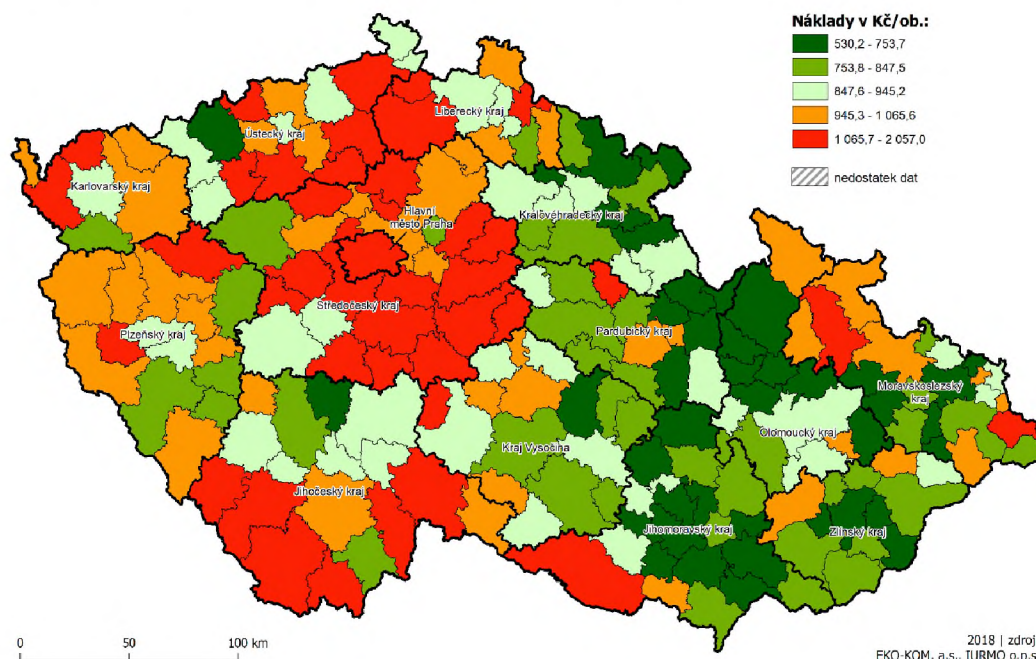 Náklady v Kč/ob.:
530,2 - 753,7
753,8 - 847,5
847,6 - 945,2
945,3 - 1 065,6
1 065,7 - 2 057,0
nedostatek dat
Liberecký kraj
Ústecký kraj
Karlovarský kraj
Hlavní
město Praha
Královéhradecký kraj
Středočeský kraj
Pardubický kraj
Plzeňský kraj
Moravskoslezský
kraj
Olomoucký kraj
Kraj Vysočina
Jihočeský kraj
Jihomoravský kraj
Zlínský kraj
0 50 100 km
2018 | zdroj
EKO-KOM, a.s., IURMO o.p.s